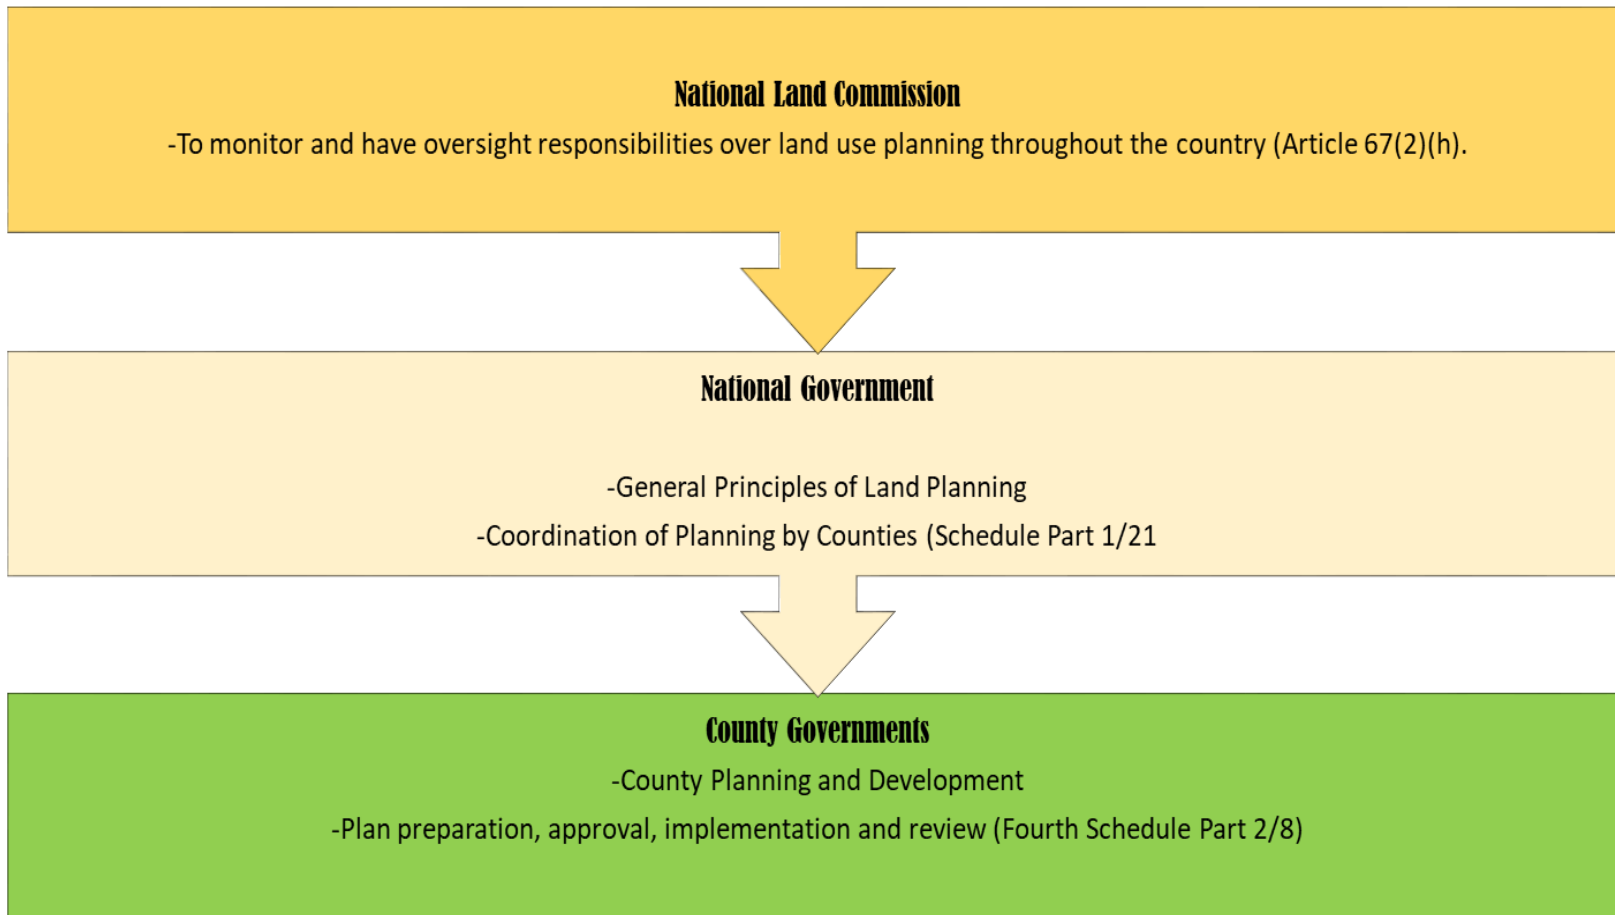 National Land Commission
-To monitor and have oversight responsibilities over land use planning throughout the country (Article 67(2)(h).
National Government
-General Principles of Land Planning
-Coordination of Planning by Counties (Schedule Part 1/21
County Governments
-County Planning and Development
-Plan preparation, approval, implementation and review (Fourth Schedule Part 2/8)